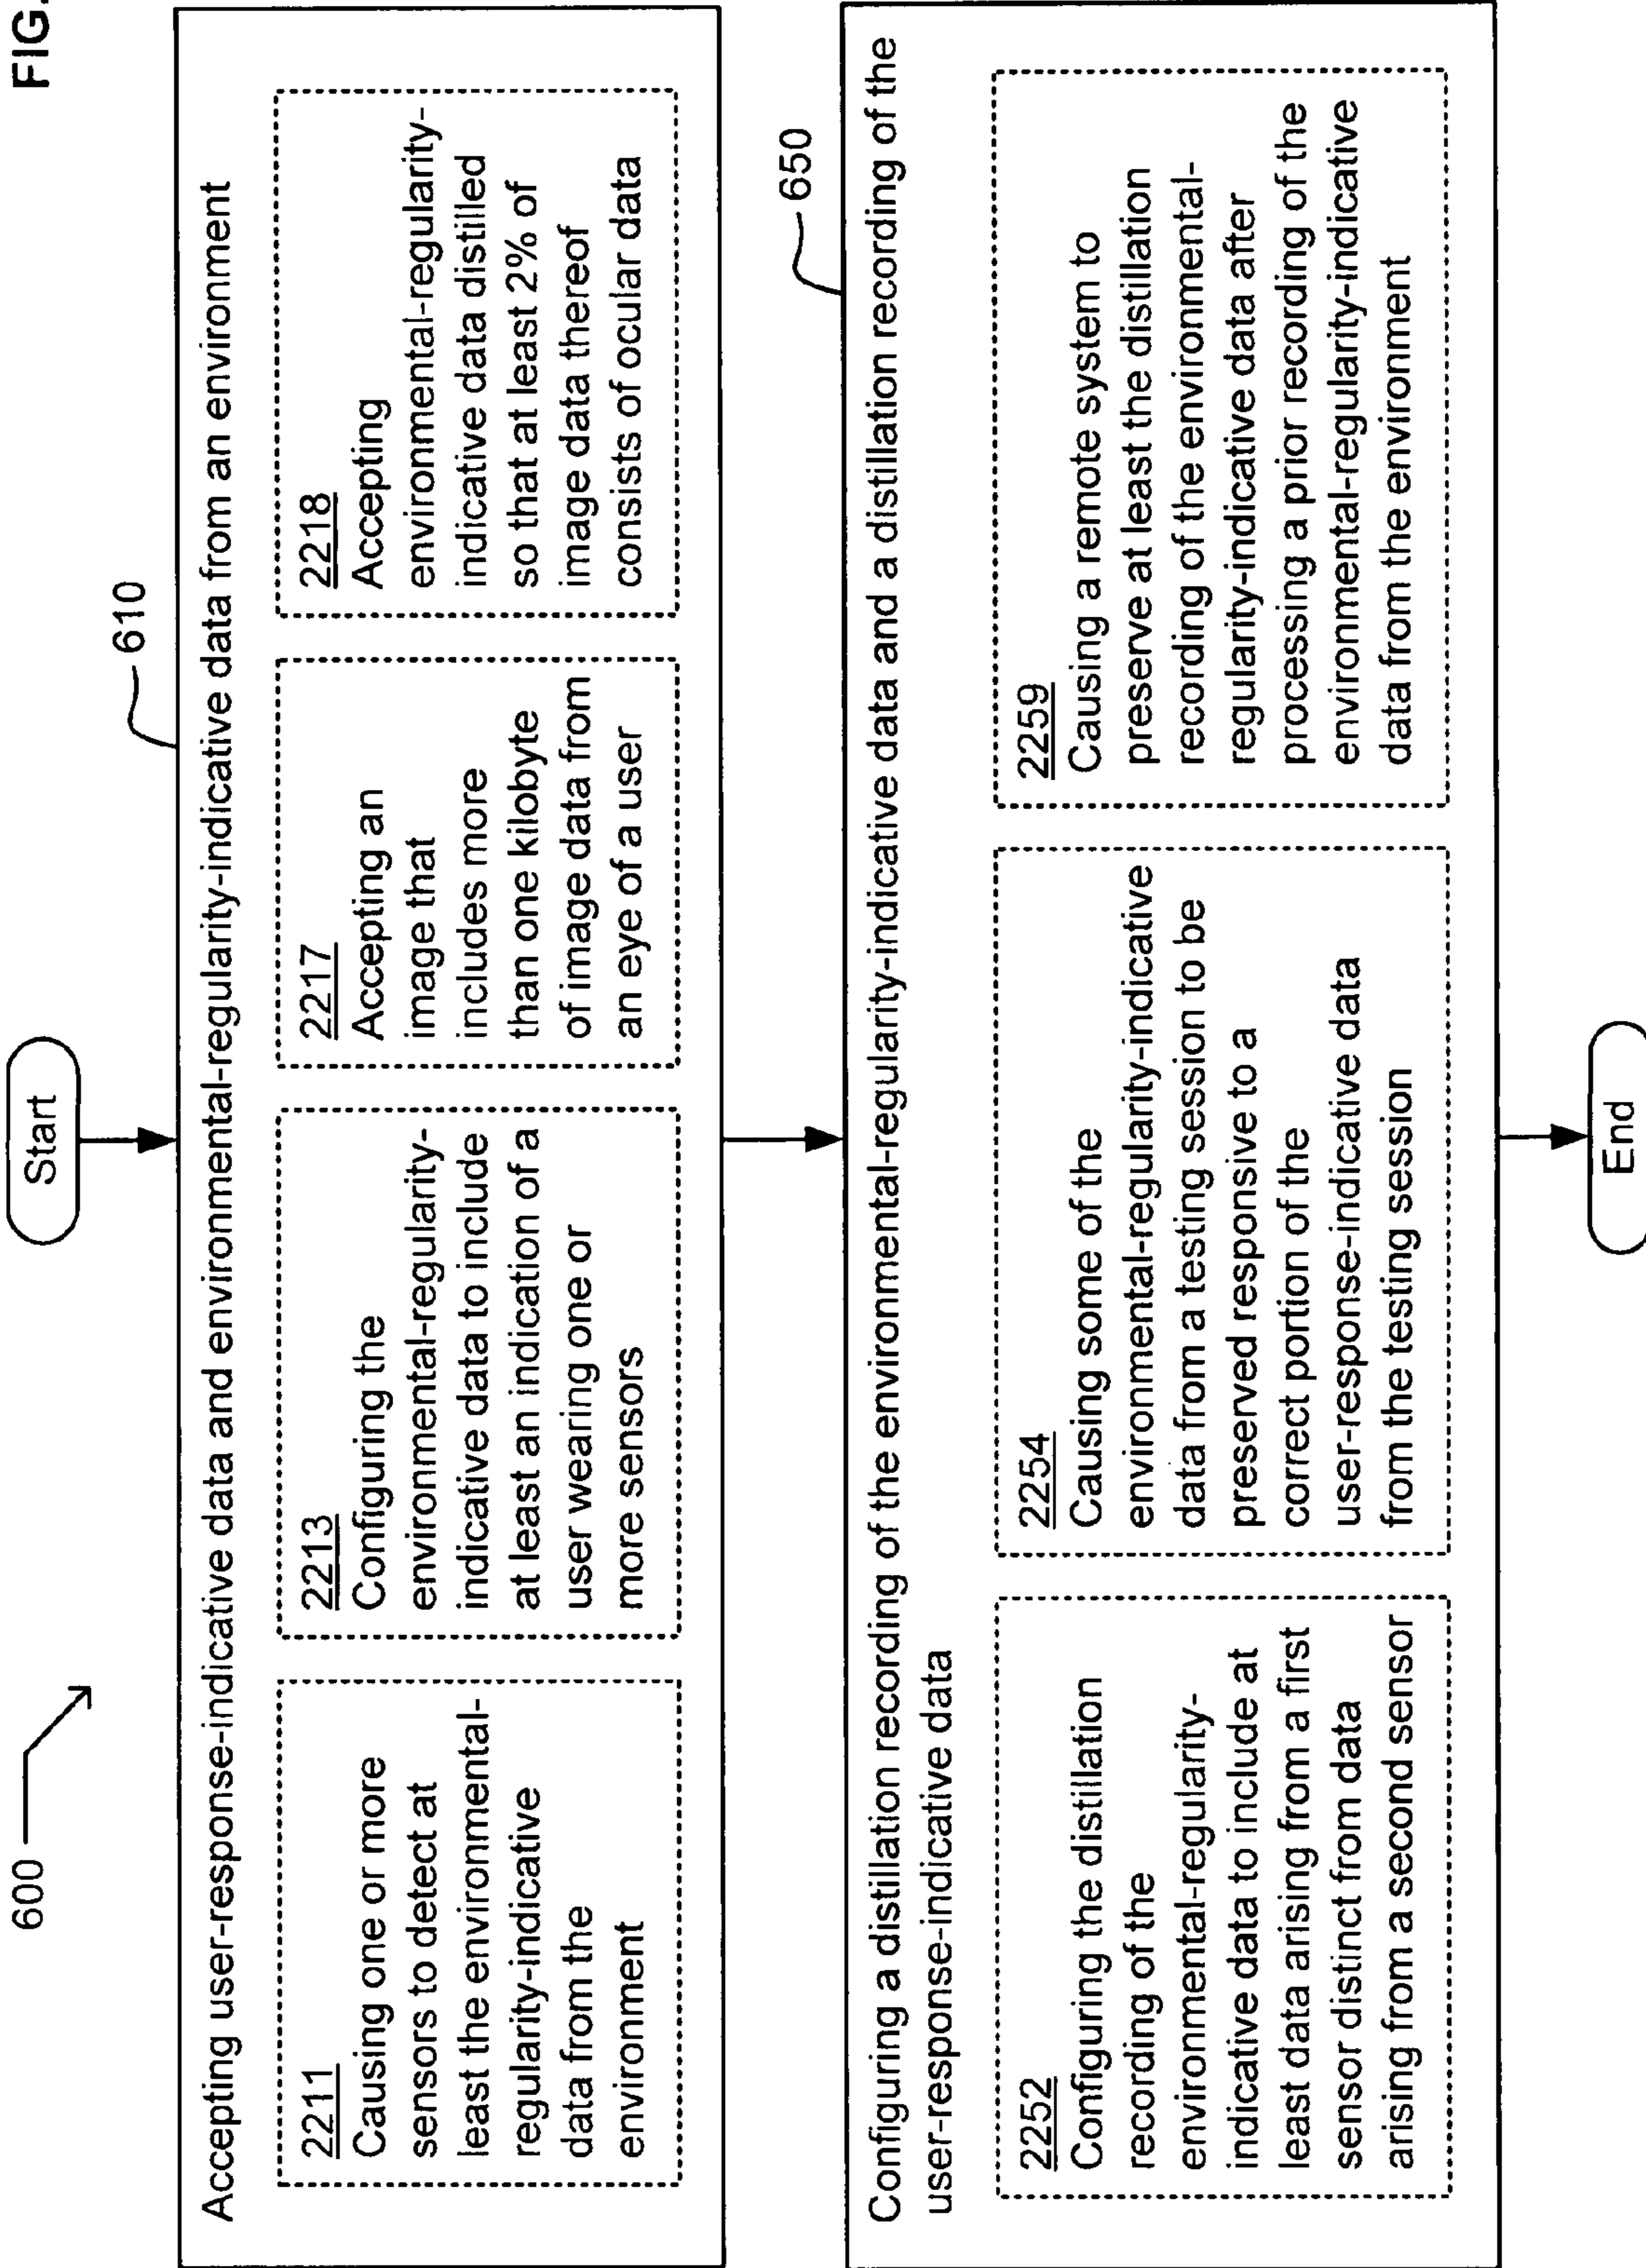 FIG.
600
Start
610
Accepting user-response-indicative data and environmental-regularity-indicative data from an environment
2211
Causing one or more
sensors to detect at
least the environmental-
regularity-indicative
data from the
environment
2213
Configuring the
environmental-regularity-
indicative data to include
at least an indication of a
user wearing one or
more sensors
2217
Accepting an
image that
includes more
than one kilobyte
of image data from
an eye of a user
2218
Accepting
environmental-regularity-
indicative data distilled
so that at least 2% of
image data thereof
consists of ocular data
650
Configuring a distillation recording of the environmental-regularity-indicative data and a distillation recording of the
user-response-indicative data
2252
Configuring the distillation
recording of the
environmental-regularity-
indicative data to include at
least data arising from a first
sensor distinct from data
arising from a second sensor
2254
Causing some of the
environmental-regularity-indicative
data from a testing session to be
preserved responsive to a
correct portion of the
user-response-indicative data
from the testing session
2259
Causing a remote system to
preserve at least the distillation
recording of the environmental-
regularity-indicative data after
processing a prior recording of the
environmental-regularity-indicative
data from the environment
End